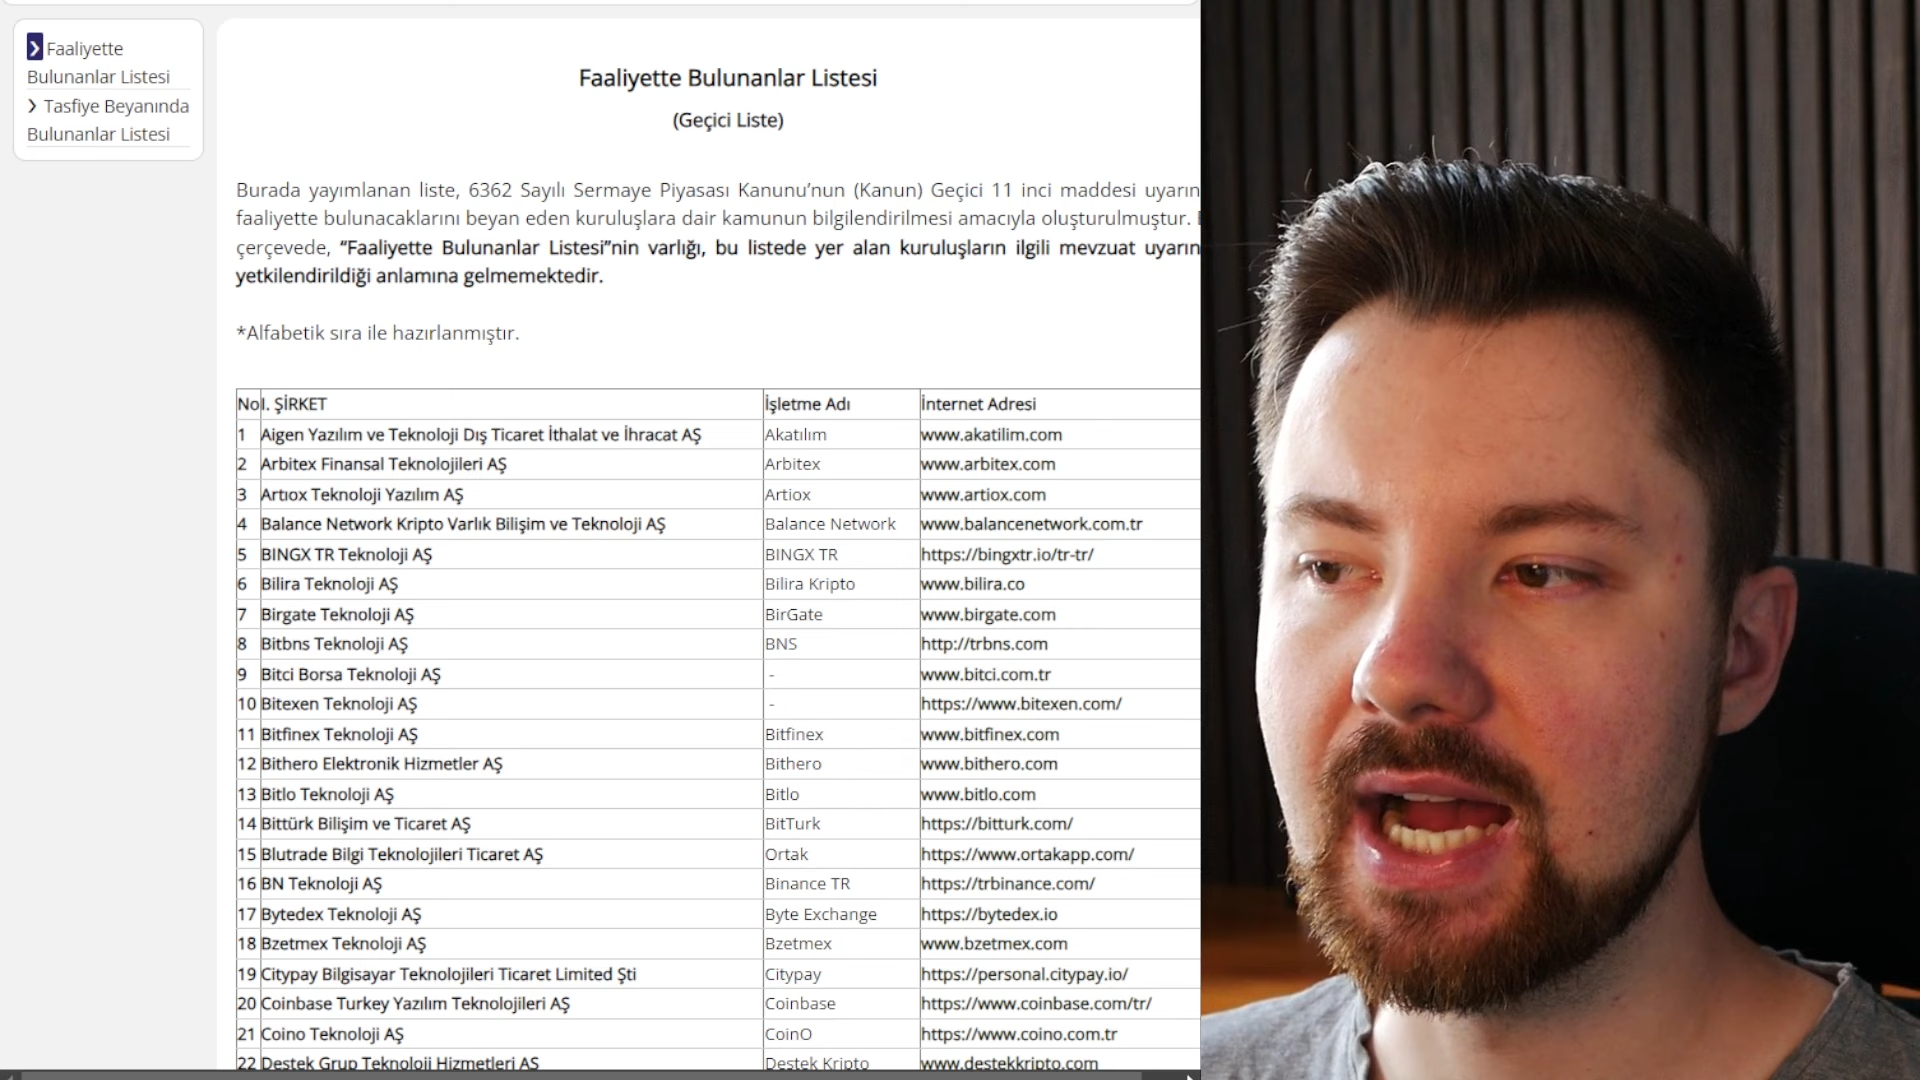 Faaliyette
Bulunanlar Listesi
Tasfiye Beyanında
Bulunanlar Listesi
Faaliyette Bulunanlar Listesi
(Geçici Liste)
Burada yayımlanan liste, 6362 Sayılı Sermaye Piyasası Kanunu’nun (Kanun) Geçici 11 inci maddesi uyarın
faaliyette bulunacaklarını beyan eden kuruluşlara dair kamunun bilgilendirilmesi amacıyla oluşturulmuştur.
çerçevede, “Faaliyette Bulunanlar Listesi”nin varlığı, bu listede yer alan kuruluşların ilgili mevzuat uyarın
yetkilendirildiği anlamına gelmemektedir.
*Alfabetik sıra ile hazırlanmıştır.
No I. ŞİRKET İşletme Adı İnternet Adresi
1 Aigen Yazılım ve Teknoloji Dış Ticaret İthalat ve İhracat AŞ Akatılım www.akatilim.com
2 Arbitex Finansal Teknolojileri AŞ Arbitex www.arbitex.com
3 Artıox Teknoloji Yazılım AŞ Artiox www.artiox.com
4 Balance Network Kripto Varlık Bilişim ve Teknoloji AŞ Balance Network www.balancenetwork.com.tr
5 BINGX TR Teknoloji AŞ BINGX TR https://bingxtr.io/tr-tr/
6 Bilira Teknoloji AŞ Bilira Kripto www.bilira.co
7 Birgate Teknoloji AŞ BirGate www.birgate.com
8 Bitbns Teknoloji AŞ BNS http://trbns.com
9 Bitci Borsa Teknoloji AŞ - www.bitci.com.tr
10 Bitexen Teknoloji AŞ - https://www.bitexen.com/
11 Bitfinex Teknoloji AŞ Bitfinex www.bitfinex.com
12 Bithero Elektronik Hizmetler AŞ Bithero www.bithero.com
13 Bitlo Teknoloji AŞ Bitlo www.bitlo.com
14 Bittürk Bilişim ve Ticaret AŞ BitTurk https://bitturk.com/
15 Blutrade Bilgi Teknolojileri Ticaret AŞ Ortak https://www.ortakapp.com/
16 BN Teknoloji AŞ Binance TR https://trbinance.com/
17 Bytedex Teknoloji AŞ Byte Exchange https://bytedex.io
18 Bzetmex Teknoloji AŞ Bzetmex www.bzetmex.com
19 Citypay Bilgisayar Teknolojileri Ticaret Limited Şti Citypay https://personal.citypay.io/
20 Coinbase Turkey Yazılım Teknolojileri AŞ Coinbase https://www.coinbase.com/tr/
21 Coino Teknoloji AŞ CoinO https://www.coino.com.tr
22 Destek Grup Teknoloji Hizmetleri AŞ Destek Kripto www.destekkripto.com